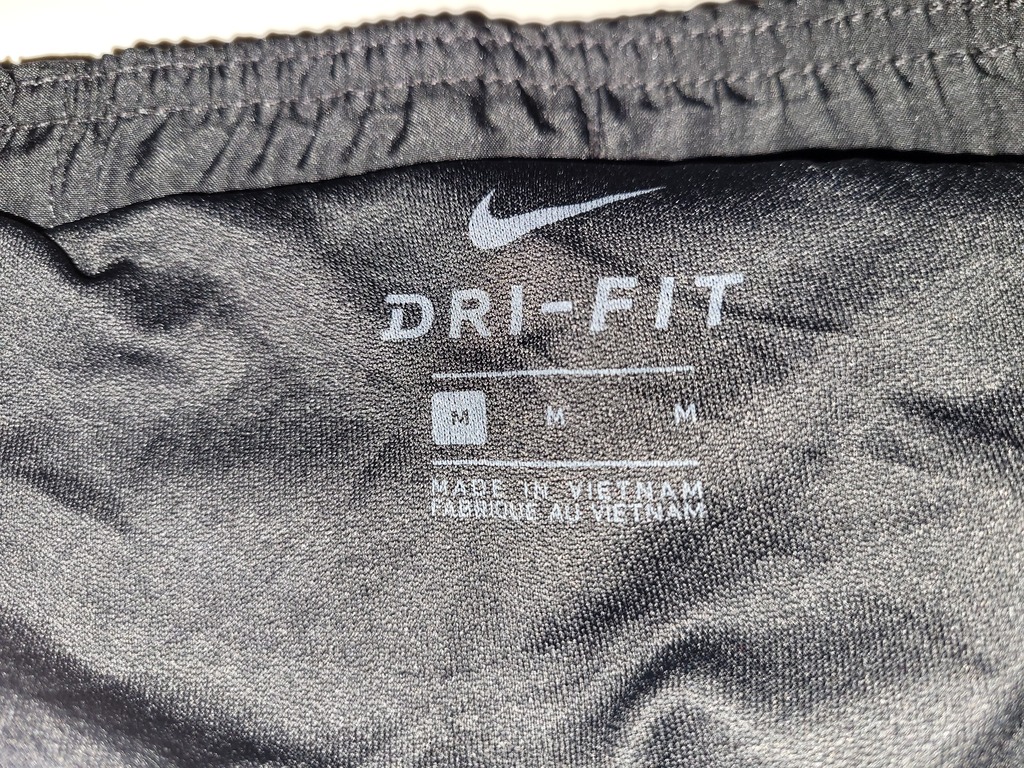 DRI-FIT
M M M
MADE IN VIETNAM
FABRIQUE AU VIETNAM